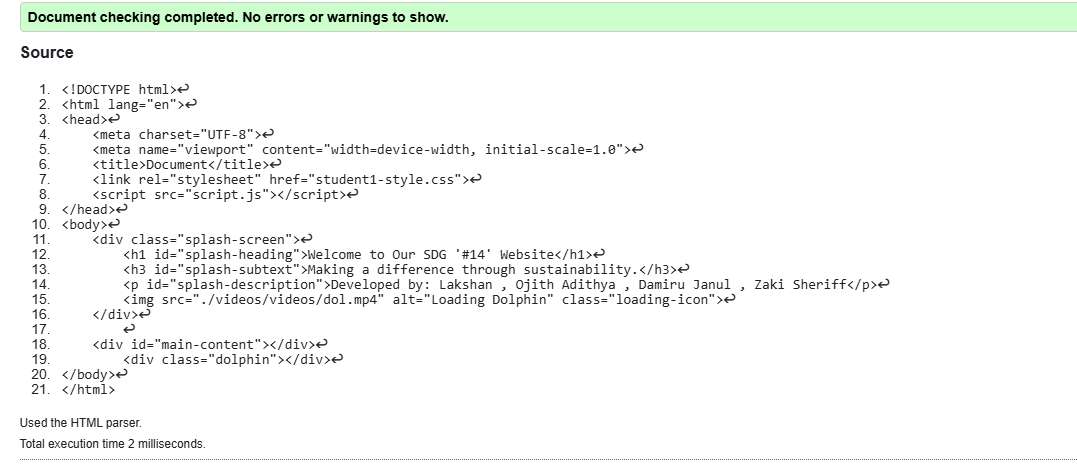 Document checking completed. No errors or warnings to show.
Source
1. <!DOCTYPE html>↩
2. <html lang="en">↩
3. <head>↩
4.     <meta charset="UTF-8">↩
5.     <meta name="viewport" content="width=device-width, initial-scale=1.0">↩
6.     <title>Document</title>↩
7.     <link rel="stylesheet" href="student1-style.css">↩
8.     <script src="script.js"></script>↩
9. </head>↩
10. <body>↩
11.     <div class="splash-screen">↩
12.         <h1 id="splash-heading">Welcome to Our SDG '#14' Website</h1>↩
13.         <h3 id="splash-subtext">Making a difference through sustainability.</h3>↩
14.         <p id="splash-description">Developed by: Lakshan , Ojith Adithya , Damiru Janul , Zaki Sheriff</p>↩
15.         <img src="./videos/videos/dol.mp4" alt="Loading Dolphin" class="loading-icon">↩
16.     </div>↩
17.         ↩
18.     <div id="main-content"></div>↩
19.         <div class="dolphin"></div>↩
20. </body>↩
21. </html>
Used the HTML parser.
Total execution time 2 milliseconds.